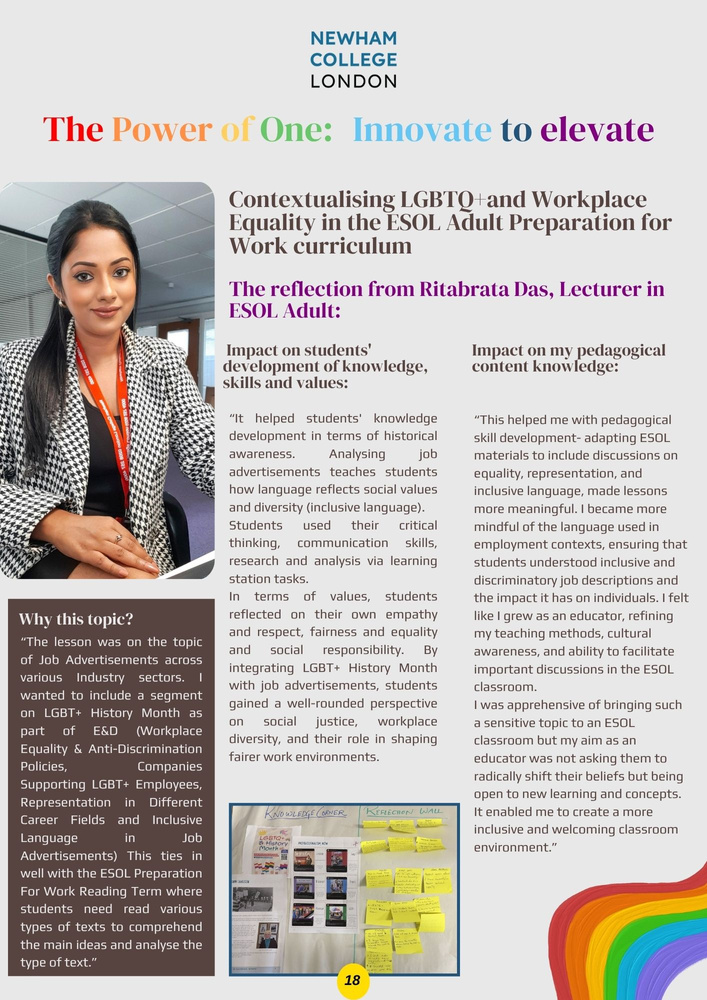 NEWHAM
COLLEGE
LONDON
The Power of One: Innovate to elevate
Contextualising LGBTQ+and Workplace
Equality in the ESOL Adult Preparation for
Work curriculum
The reflection from Ritabrata Das, Lecturer in
ESOL Adult:
Impact on students'
development of knowledge,
skills and values:
“It helped students' knowledge
development in terms of historical
awareness. Analysing job
advertisements teaches students
how language reflects social values
and diversity (inclusive language).
Students used their critical
thinking, communication skills,
research and analysis via learning
station tasks.
In terms of values, students
reflected on their own empathy
and respect, fairness and equality
and social responsibility. By
integrating LGBT+ History Month
with job advertisements, students
gained a well-rounded perspective
on social justice, workplace
diversity, and their role in shaping
fairer work environments.
Impact on my pedagogical
content knowledge:
“This helped me with pedagogical
skill development- adapting ESOL
materials to include discussions on
equality, representation, and
inclusive language, made lessons
more meaningful. I became more
mindful of the language used in
employment contexts, ensuring that
students understood inclusive and
discriminatory job descriptions and
the impact it has on individuals. I felt
like I grew as an educator, refining
my teaching methods, cultural
awareness, and ability to facilitate
important discussions in the ESOL
classroom.
I was apprehensive of bringing such
a sensitive topic to an ESOL
classroom but my aim as an
educator was not asking them to
radically shift their beliefs but being
open to new learning and concepts.
It enabled me to create a more
inclusive and welcoming classroom
environment.”
Why this topic?
“The lesson was on the topic
of Job Advertisements across
various Industry sectors. I
wanted to include a segment
on LGBT+ History Month as
part of E&D (Workplace
Equality & Anti-Discrimination
Policies, Companies
Supporting LGBT+ Employees,
Representation in Different
Career Fields and Inclusive
Language in Job
Advertisements) This ties in
well with the ESOL Preparation
For Work Reading Term where
students need read various
types of texts to comprehend
the main ideas and analyse the
type of text.”
KNOWLEDGE CORNER
REFLECTION WALL
LGBTQ+
History
Month
18